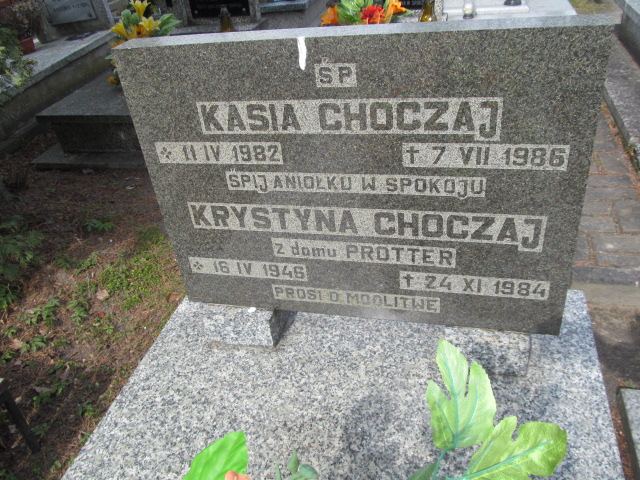 ŚP
KASIA CHOCZAJ
* 11 IV 1982 † 7 VII 1986
ŚPIJ ANIOŁKU W SPOKOJU
KRYSTYNA CHOCZAJ
z domu PROTTER
* 16 IV 1946 † 24 XI 1984
PROSI O MODLITWĘ